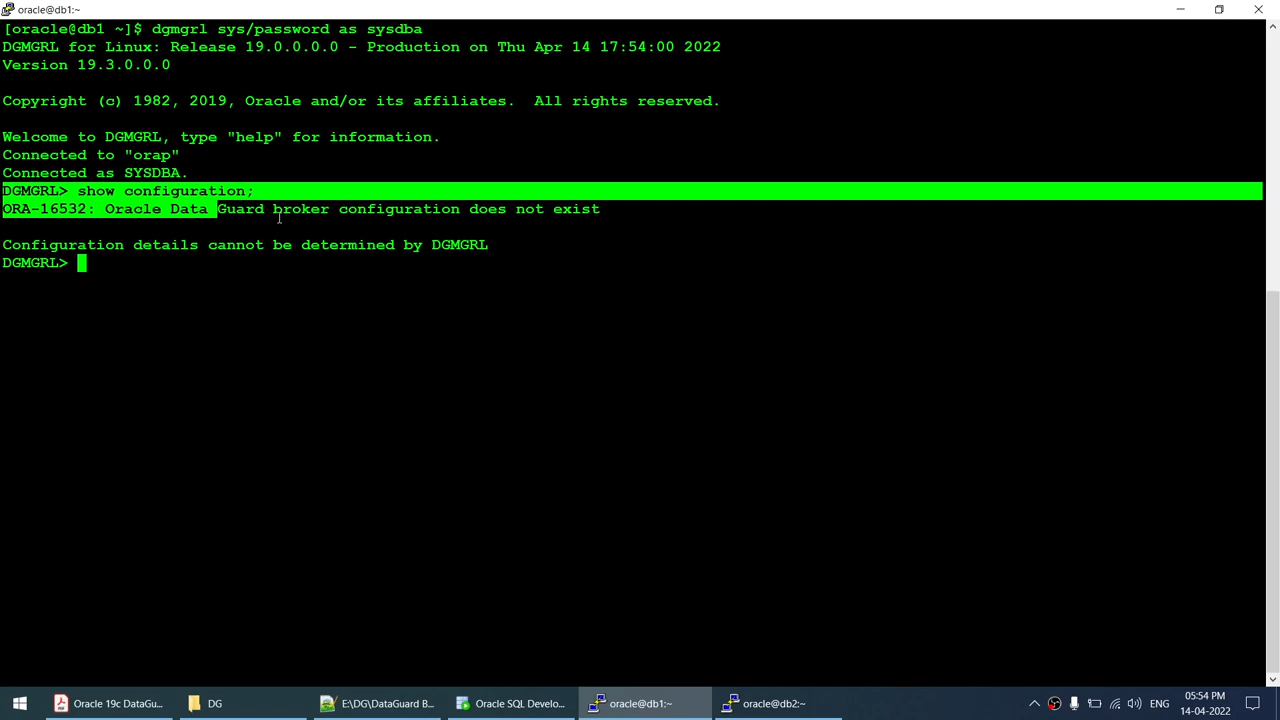 oracle@db1:~
[oracle@db1 ~]$ dgmgrl sys/password as sysdba
DGMGRL for Linux: Release 19.0.0.0.0 - Production on Thu Apr 14 17:54:00 2022
Version 19.3.0.0.0
Copyright (c) 1982, 2019, Oracle and/or its affiliates.  All rights reserved.
Welcome to DGMGRL, type "help" for information.
Connected to "orap"
Connected as SYSDBA.
DGMGRL> show configuration;
ORA-16532: Oracle Data Guard broker configuration does not exist
Configuration details cannot be determined by DGMGRL
DGMGRL>
Oracle 19c DataGu...
DG
E:\DG\DataGuard B...
Oracle SQL Develo...
oracle@db1:~
oracle@db2:~
ENG
05:54 PM
14-04-2022